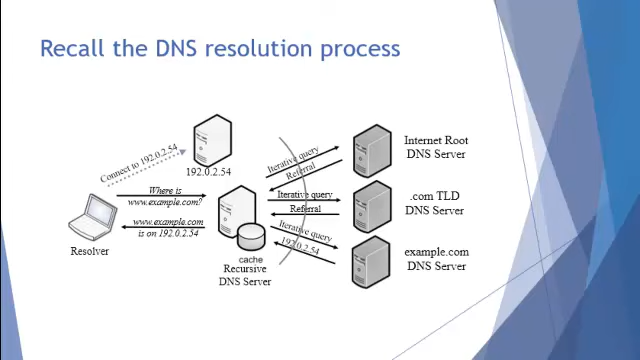 Recall the DNS resolution process
Connect to 192.0.2.54
192.0.2.54
Where is
www.example.com?
www.example.com
is on 192.0.2.54
Resolver
cache
Recursive
DNS Server
Iterative query
Referral
Iterative query
Referral
Iterative query
192.0.2.54
Internet Root
DNS Server
.com TLD
DNS Server
example.com
DNS Server